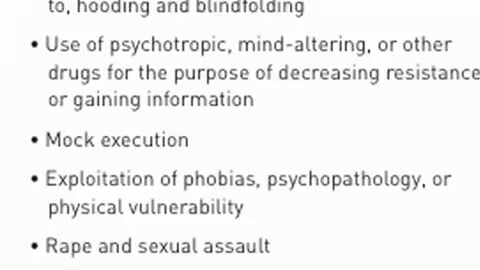 to, hooding and blindfolding
• Use of psychotropic, mind-altering, or other
drugs for the purpose of decreasing resistance
or gaining information
• Mock execution
• Exploitation of phobias, psychopathology, or
physical vulnerability
• Rape and sexual assault